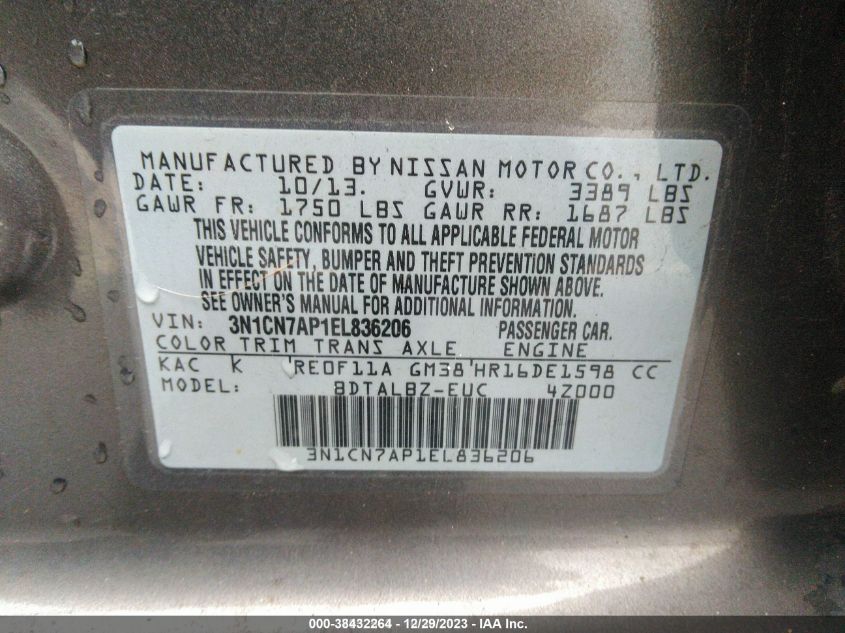 MANUFACTURED BY NISSAN MOTOR CO., LTD.
DATE: 10/13. GVWR: 3389 LBS
GAWR FR: 1750 LBS GAWR RR: 1687 LBS
THIS VEHICLE CONFORMS TO ALL APPLICABLE FEDERAL MOTOR
VEHICLE SAFETY, BUMPER AND THEFT PREVENTION STANDARDS
IN EFFECT ON THE DATE OF MANUFACTURE SHOWN ABOVE.
SEE OWNER'S MANUAL FOR ADDITIONAL INFORMATION.
VIN: 3N1CN7AP1EL836206 PASSENGER CAR.
COLOR TRIM TRANS AXLE ENGINE
KAC K RE0F11A GM38 HR16DE1598 CC
MODEL: BDTALBZ-EUC 4Z000
3N1CN7AP1EL836206
000-38432264 - 12/29/2023 - IAA Inc.